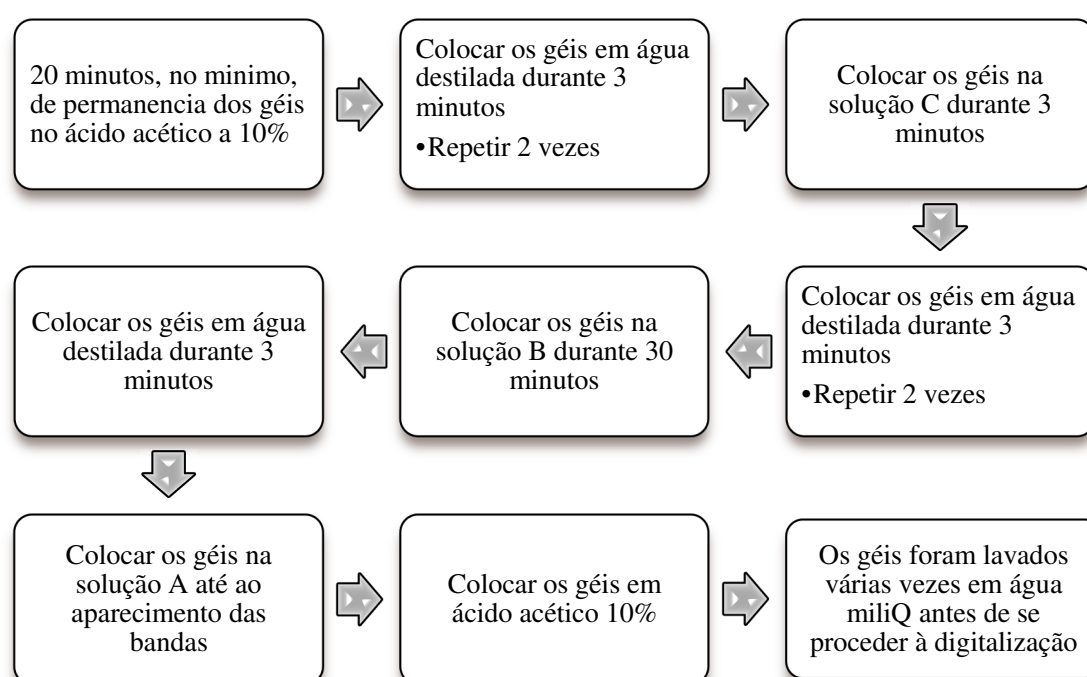 20 minutos, no minimo,
de permanencia dos géis
no ácido acético a 10%
Colocar os géis em água
destilada durante 3
minutos
•Repetir 2 vezes
Colocar os géis na
solução C durante 3
minutos
Colocar os géis em água
destilada durante 3
minutos
•Repetir 2 vezes
Colocar os géis na
solução B durante 30
minutos
Colocar os géis em água
destilada durante 3
minutos
Colocar os géis na
solução A até ao
aparecimento das
bandas
Colocar os géis em
ácido acético 10%
Os géis foram lavados
várias vezes em água
miliQ antes de se
proceder à digitalização